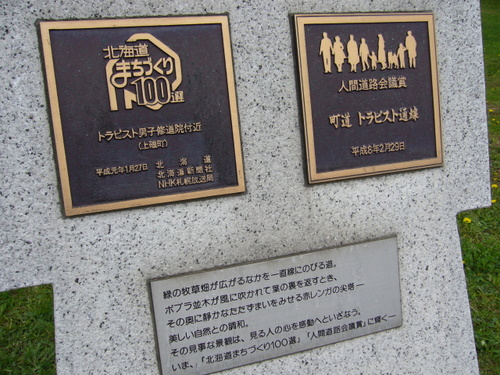 北海道
まちづくり
100選
トラピスト男子修道院付近
(上磯町)
平成元年1月27日
北海道
北海道新聞社
NHK札幌放送局
人間道路会議賞
町道 トラピスト通線
平成8年2月29日
緑の牧草畑が広がるなかを一直線にのびる道。
ポプラ並木が風に吹かれて葉の裏を返すとき、
その奥に静かなたたずまいをみせる赤レンガの尖塔―
美しい自然との調和。
その見事な景観は、見る人の心を感動へといざなう。
いま、「北海道まちづくり100選」「人間道路会議賞」に輝く―